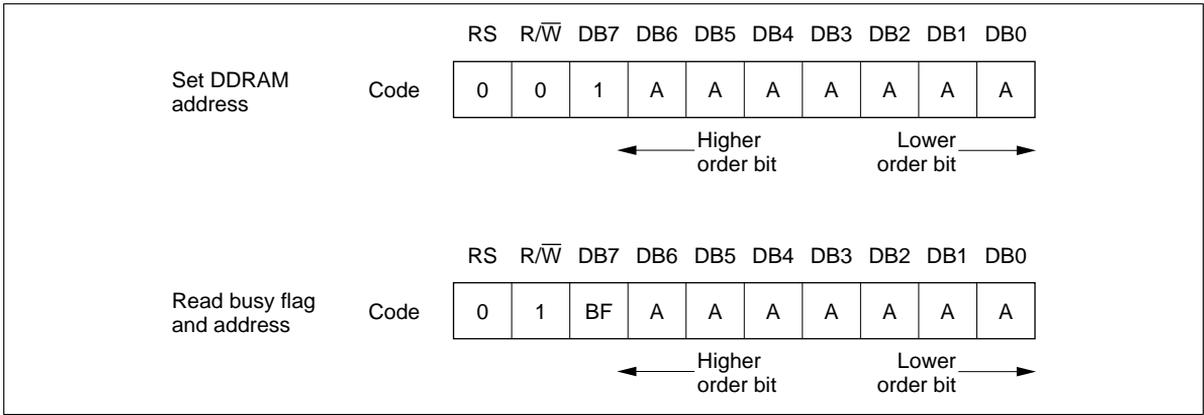 RS R/W̅ DB7 DB6 DB5 DB4 DB3 DB2 DB1 DB0
Set DDRAM
address
Code 0 0 1 A A A A A A A
Higher
order bit
Lower
order bit
RS R/W̅ DB7 DB6 DB5 DB4 DB3 DB2 DB1 DB0
Read busy flag
and address
Code 0 1 BF A A A A A A A
Higher
order bit
Lower
order bit